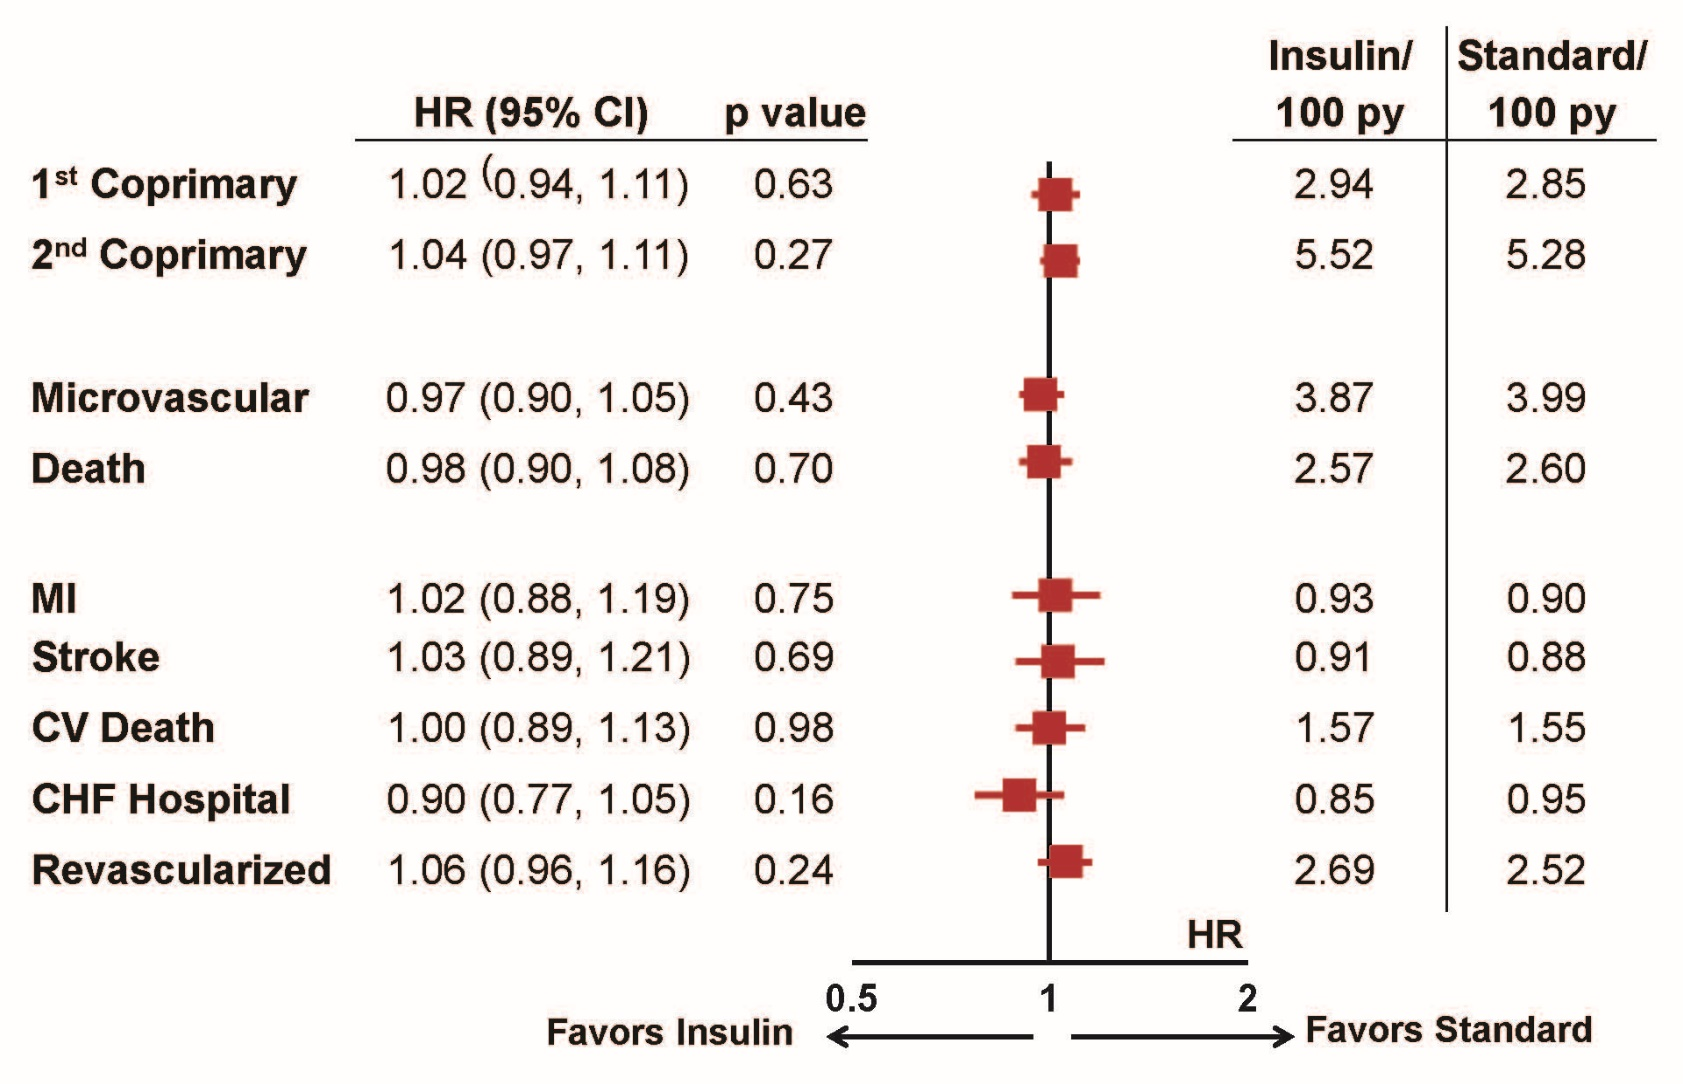 Insulin/ Standard/
HR (95% CI) p value 100 py 100 py
1st Coprimary 1.02 (0.94, 1.11) 0.63 2.94 2.85
2nd Coprimary 1.04 (0.97, 1.11) 0.27 5.52 5.28
Microvascular 0.97 (0.90, 1.05) 0.43 3.87 3.99
Death 0.98 (0.90, 1.08) 0.70 2.57 2.60
MI 1.02 (0.88, 1.19) 0.75 0.93 0.90
Stroke 1.03 (0.89, 1.21) 0.69 0.91 0.88
CV Death 1.00 (0.89, 1.13) 0.98 1.57 1.55
CHF Hospital 0.90 (0.77, 1.05) 0.16 0.85 0.95
Revascularized 1.06 (0.96, 1.16) 0.24 2.69 2.52
HR
0.5 1 2
Favors Insulin Favors Standard